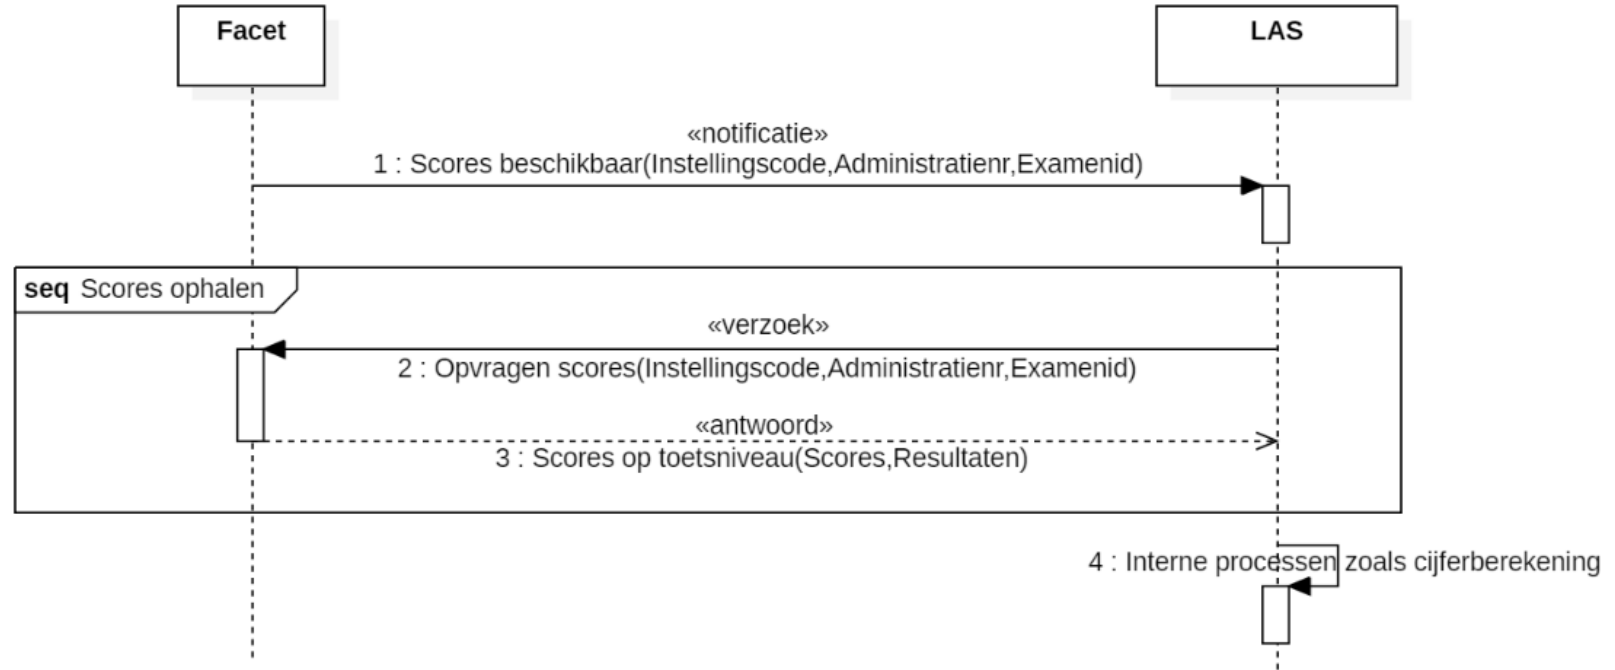 Facet
LAS
«notificatie»
1 : Scores beschikbaar(Instellingscode,Administratienr,Examenid)
seq Scores ophalen
«verzoek»
2 : Opvragen scores(Instellingscode,Administratienr,Examenid)
«antwoord»
3 : Scores op toetsniveau(Scores,Resultaten)
4 : Interne processen zoals cijferberekening